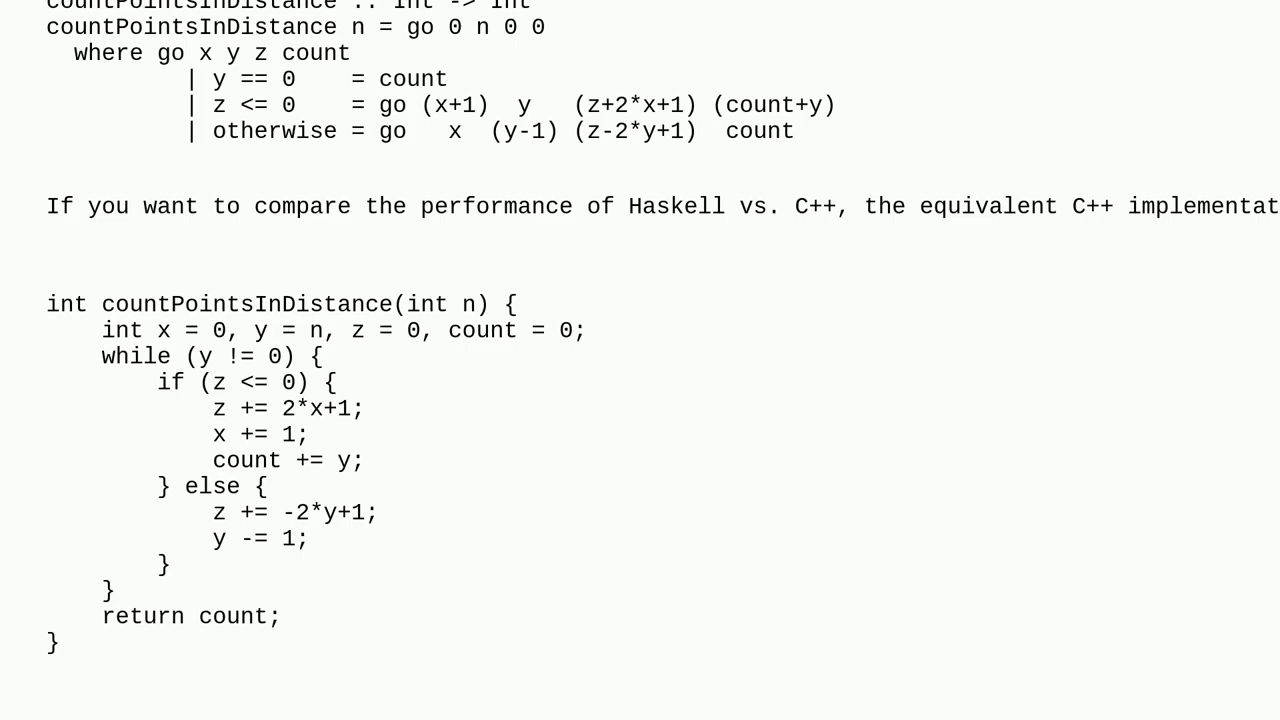 countPointsInDistance :: Int -> Int
countPointsInDistance n = go 0 n 0 0
  where go x y z count
          | y == 0    = count
          | z <= 0    = go (x+1)  y   (z+2*x+1) (count+y)
          | otherwise = go   x  (y-1) (z-2*y+1)  count
If you want to compare the performance of Haskell vs. C++, the equivalent C++ implementat
int countPointsInDistance(int n) {
    int x = 0, y = n, z = 0, count = 0;
    while (y != 0) {
        if (z <= 0) {
            z += 2*x+1;
            x += 1;
            count += y;
        } else {
            z += -2*y+1;
            y -= 1;
        }
    }
    return count;
}